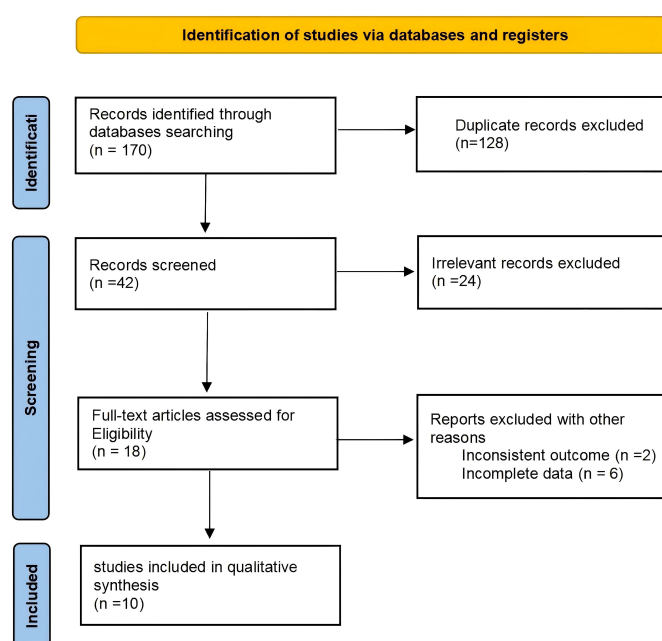 Identification of studies via databases and registers
Identificati
Records identified through
databases searching
(n = 170)
Duplicate records excluded
(n=128)
Screening
Records screened
(n =42)
Irrelevant records excluded
(n =24)
Full-text articles assessed for
Eligibility
(n = 18)
Reports excluded with other
reasons
Inconsistent outcome (n =2)
Incomplete data (n = 6)
Included
studies included in qualitative
synthesis
(n =10)